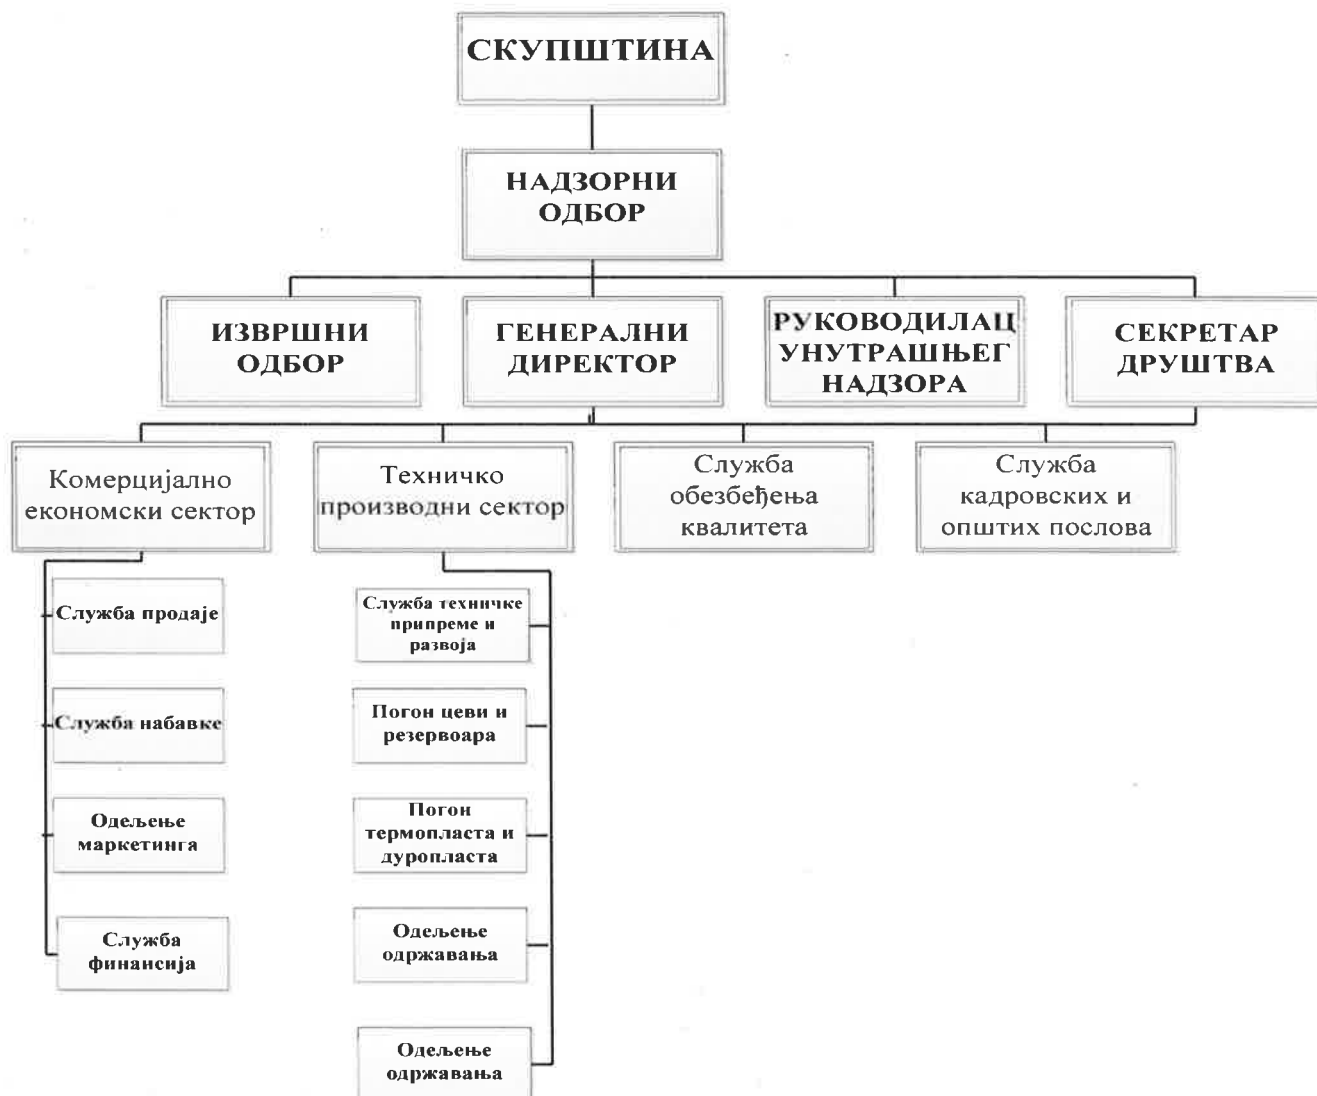 СКУПШТИНА
НАДЗОРНИ
ОДБОР
ИЗВРШНИ
ОДБОР
ГЕНЕРАЛНИ
ДИРЕКТОР
РУКОВОДИЛАЦ
УНУТРАШЊЕГ
НАДЗОРА
СЕКРЕТАР
ДРУШТВА
Комерцијално
економски сектор
Техничко
производни сектор
Служба
обезбеђења
квалитета
Служба
кадровских и
општих послова
Служба продаје
Служба набавке
Одељење
маркетинга
Служба
финансија
Служба техничке
припреме и
развоја
Погон цеви и
резервоара
Погон
термопласта и
дуропласта
Одељење
одржавања
Одељење
одржавања